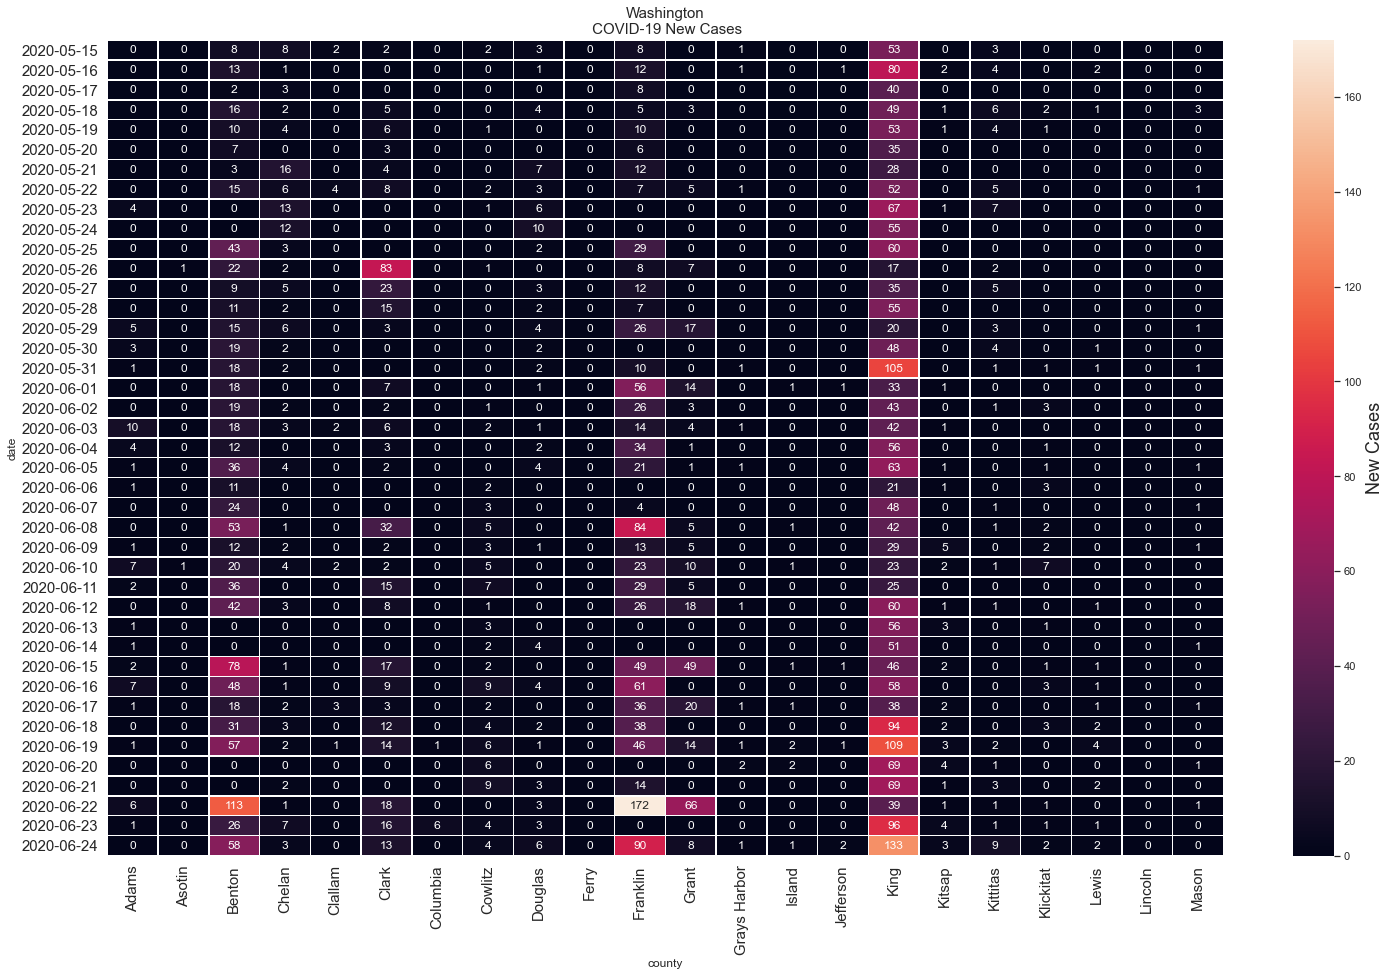 Washington
COVID-19 New Cases
2020-05-15 0 0 8 8 2 2 0 2 3 0 8 0 1 0 0 53 0 3 0 0 0 0
2020-05-16 0 0 13 1 0 0 0 0 1 0 12 0 1 0 1 80 2 4 0 2 0 0
2020-05-17 0 0 2 3 0 0 0 0 0 0 8 0 0 0 0 40 0 0 0 0 0 0
2020-05-18 0 0 16 2 0 5 0 0 4 0 5 3 0 0 0 49 1 6 2 1 0 3
2020-05-19 0 0 10 4 0 6 0 1 0 0 10 0 0 0 0 53 1 4 1 0 0 0
2020-05-20 0 0 7 0 0 3 0 0 0 0 6 0 0 0 0 35 0 0 0 0 0 0
2020-05-21 0 0 3 16 0 4 0 0 7 0 12 0 0 0 0 28 0 0 0 0 0 0
2020-05-22 0 0 15 6 4 8 0 2 3 0 7 5 1 0 0 52 0 5 0 0 0 1
2020-05-23 4 0 0 13 0 0 0 1 6 0 0 0 0 0 0 67 1 7 0 0 0 0
2020-05-24 0 0 0 12 0 0 0 0 10 0 0 0 0 0 0 55 0 0 0 0 0 0
2020-05-25 0 0 43 3 0 0 0 0 2 0 29 0 0 0 0 60 0 0 0 0 0 0
2020-05-26 0 1 22 2 0 83 0 1 0 0 8 7 0 0 0 17 0 2 0 0 0 0
2020-05-27 0 0 9 5 0 23 0 0 3 0 12 0 0 0 0 35 0 5 0 0 0 0
2020-05-28 0 0 11 2 0 15 0 0 2 0 7 0 0 0 0 55 0 0 0 0 0 0
2020-05-29 5 0 15 6 0 3 0 0 4 0 26 17 0 0 0 20 0 3 0 0 0 1
2020-05-30 3 0 19 2 0 0 0 0 2 0 0 0 0 0 0 48 0 4 0 1 0 0
2020-05-31 1 0 18 2 0 0 0 0 2 0 10 0 1 0 0 105 0 1 1 1 0 1
2020-06-01 0 0 18 0 0 7 0 0 1 0 56 14 0 1 1 33 1 0 0 0 0 0
2020-06-02 0 0 19 2 0 2 0 1 0 0 26 3 0 0 0 43 0 1 3 0 0 0
2020-06-03 10 0 18 3 2 6 0 2 1 0 14 4 1 0 0 42 1 0 0 0 0 0
2020-06-04 4 0 12 0 0 3 0 0 2 0 34 1 0 0 0 56 0 0 1 0 0 0
2020-06-05 1 0 36 4 0 2 0 0 4 0 21 1 1 0 0 63 1 0 1 0 0 1
2020-06-06 1 0 11 0 0 0 0 2 0 0 0 0 0 0 0 21 1 0 3 0 0 0
2020-06-07 0 0 24 0 0 0 0 3 0 0 4 0 0 0 0 48 0 1 0 0 0 1
2020-06-08 0 0 53 1 0 32 0 5 0 0 84 5 0 1 0 42 0 1 2 0 0 0
2020-06-09 1 0 12 2 0 2 0 3 1 0 13 5 0 0 0 29 5 0 2 0 0 1
2020-06-10 7 1 20 4 2 2 0 5 0 0 23 10 0 1 0 23 2 1 7 0 0 0
2020-06-11 2 0 36 0 0 15 0 7 0 0 29 5 0 0 0 25 0 0 0 0 0 0
2020-06-12 0 0 42 3 0 8 0 1 0 0 26 18 1 0 0 60 1 1 0 1 0 0
2020-06-13 1 0 0 0 0 0 0 3 0 0 0 0 0 0 0 56 3 0 1 0 0 0
2020-06-14 1 0 0 0 0 0 0 2 4 0 0 0 0 0 0 51 0 0 0 0 0 1
2020-06-15 2 0 78 1 0 17 0 2 0 0 49 49 0 1 1 46 2 0 1 1 0 0
2020-06-16 7 0 48 1 0 9 0 9 4 0 61 0 0 0 0 58 0 0 3 1 0 0
2020-06-17 1 0 18 2 3 3 0 2 0 0 36 20 1 1 0 38 2 0 0 1 0 1
2020-06-18 0 0 31 3 0 12 0 4 2 0 38 0 0 0 0 94 2 0 3 2 0 0
2020-06-19 1 0 57 2 1 14 1 6 1 0 46 14 1 2 1 109 3 2 0 4 0 0
2020-06-20 0 0 0 0 0 0 0 6 0 0 0 0 2 2 0 69 4 1 0 0 0 1
2020-06-21 0 0 0 2 0 0 0 9 3 0 14 0 0 0 0 69 1 3 0 2 0 0
2020-06-22 6 0 113 1 0 18 0 0 3 0 172 66 0 0 0 39 1 1 1 0 0 1
2020-06-23 1 0 26 7 0 16 6 4 3 0 0 0 0 0 0 96 4 1 1 1 0 0
2020-06-24 0 0 58 3 0 13 0 4 6 0 90 8 1 1 2 133 3 9 2 2 0 0
date
Adams Asotin Benton Chelan Clallam Clark Columbia Cowlitz Douglas Ferry Franklin Grant Grays Harbor Island Jefferson King Kitsap Kittitas Klickitat Lewis Lincoln Mason
county
160
140
120
100
80
60
40
20
0
New Cases